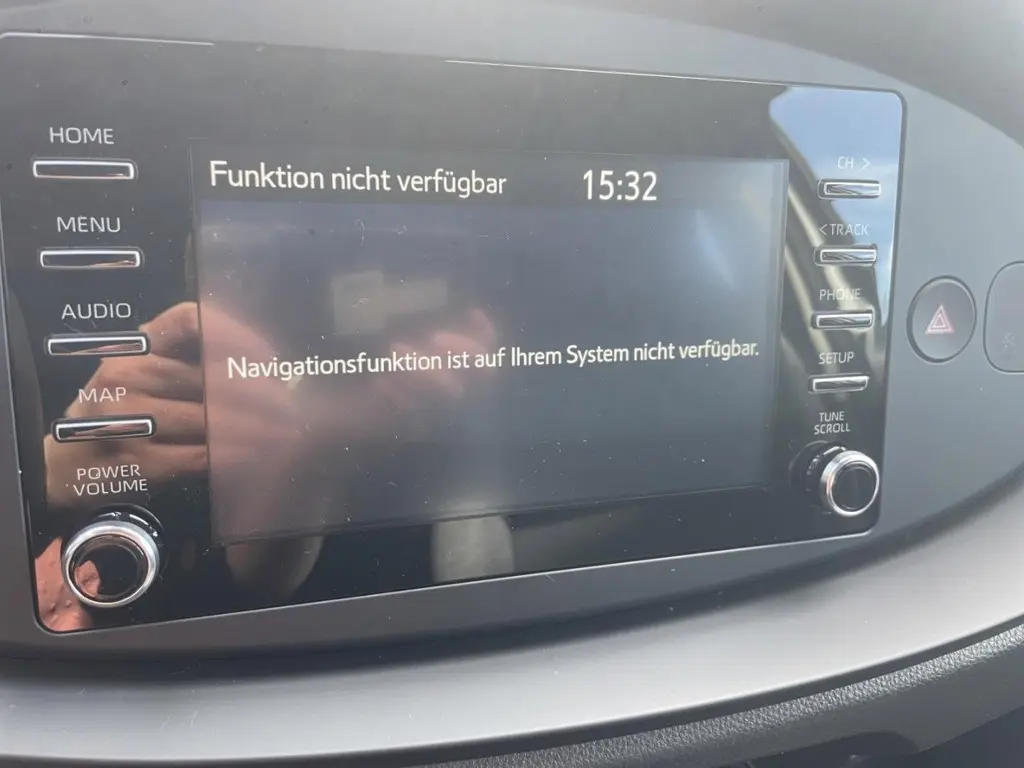 HOME
MENU
AUDIO
MAP
POWER
VOLUME
Funktion nicht verfügbar 15:32
Navigationsfunktion ist auf Ihrem System nicht verfügbar.
CH >
< TRACK
PHONE
SETUP
TUNE
SCROLL